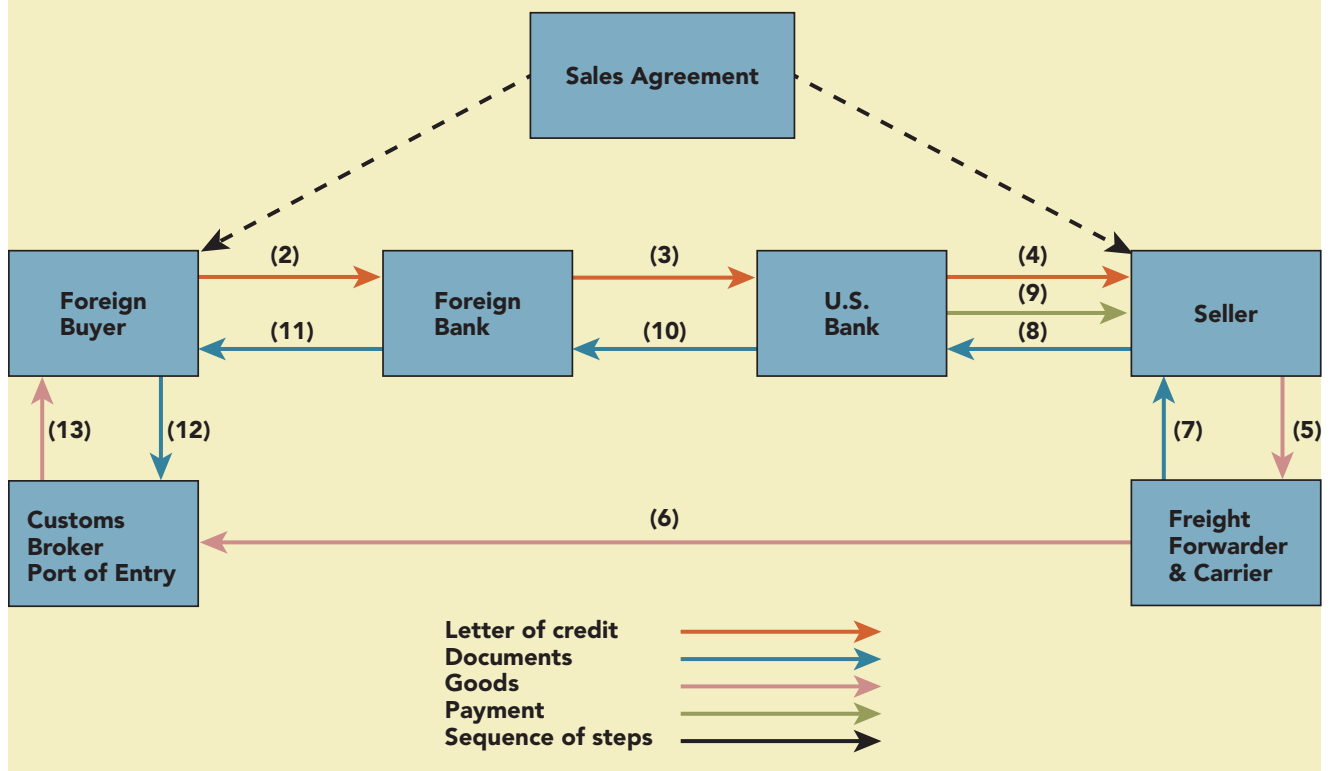 Sales Agreement
(2)
(3)
(4)
(9)
Foreign
Buyer
Foreign
Bank
U.S.
Bank
Seller
(11)
(10)
(8)
(13)
(12)
(7)
(5)
Customs
Broker
Port of Entry
(6)
Freight
Forwarder
& Carrier
Letter of credit
Documents
Goods
Payment
Sequence of steps